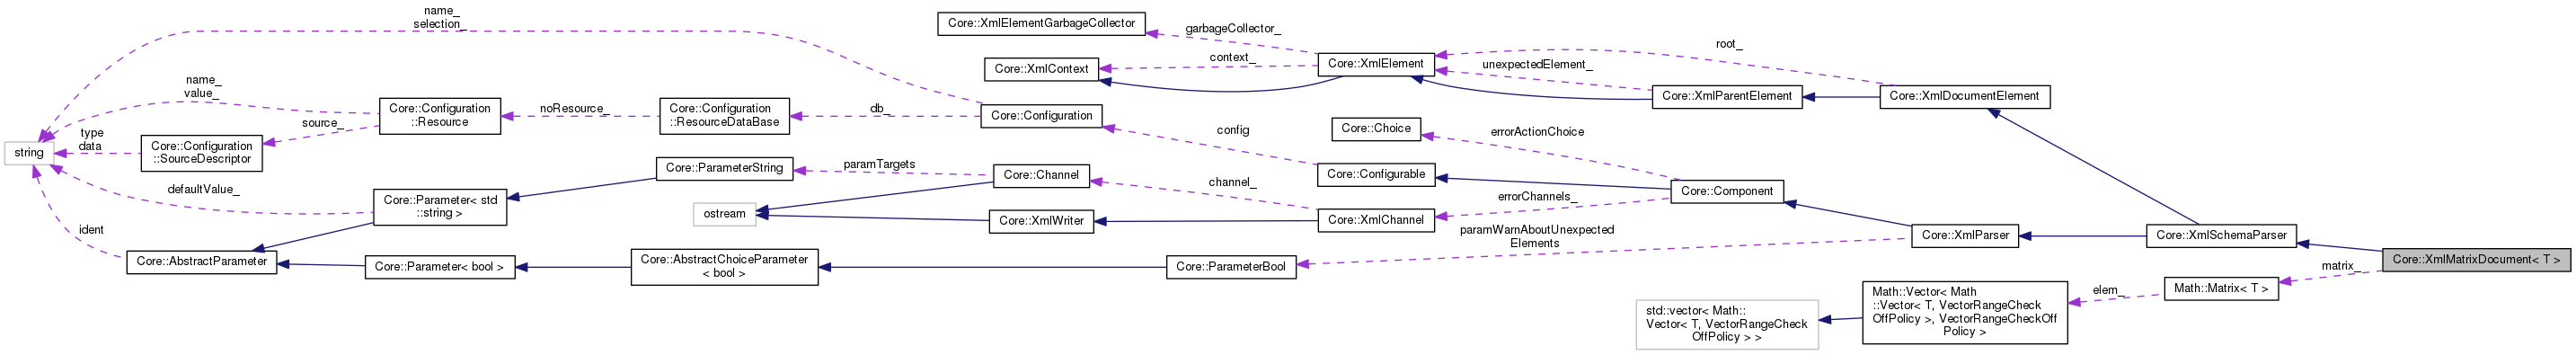 name_
selection_
Core::XmlElementGarbageCollector
garbageCollector_
root_
Core::XmlContext
context_
Core::XmlElement
unexpectedElement_
Core::XmlParentElement
Core::XmlDocumentElement
name_
value_
Core::Configuration
::Resource
noResource_
Core::Configuration
::ResourceDataBase
db_
Core::Configuration
source_
type
data
string
Core::Configuration
::SourceDescriptor
config
Core::Choice
errorActionChoice
Core::ParameterString
paramTargets
Core::Channel
Core::Configurable
defaultValue_
Core::Parameter< std
::string >
channel_
Core::Component
ostream
Core::XmlWriter
Core::XmlChannel
errorChannels_
ident
paramWarnAboutUnexpected
Elements
Core::XmlParser
Core::XmlSchemaParser
Core::AbstractParameter
Core::Parameter< bool >
Core::AbstractChoiceParameter
< bool >
Core::ParameterBool
Core::XmlMatrixDocument< T >
matrix_
Math::Matrix< T >
elem_
Math::Vector< Math
::Vector< T, VectorRangeCheck
OffPolicy >, VectorRangeCheckOff
Policy >
std::vector< Math::
Vector< T, VectorRangeCheck
OffPolicy > >